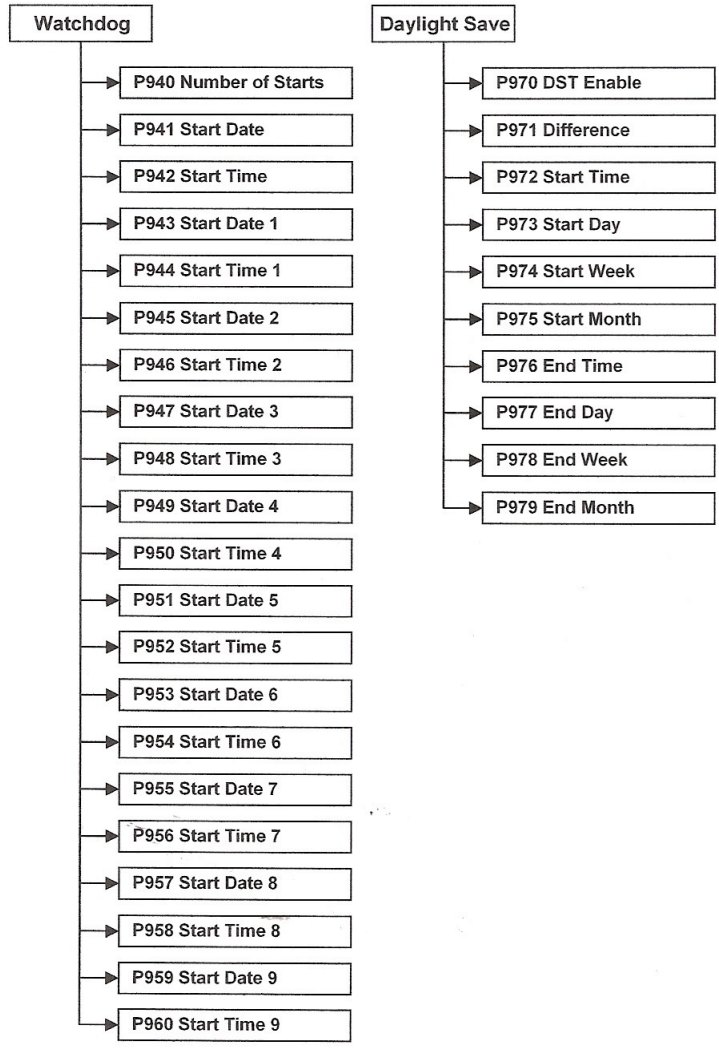 Watchdog
P940 Number of Starts
P941 Start Date
P942 Start Time
P943 Start Date 1
P944 Start Time 1
P945 Start Date 2
P946 Start Time 2
P947 Start Date 3
P948 Start Time 3
P949 Start Date 4
P950 Start Time 4
P951 Start Date 5
P952 Start Time 5
P953 Start Date 6
P954 Start Time 6
P955 Start Date 7
P956 Start Time 7
P957 Start Date 8
P958 Start Time 8
P959 Start Date 9
P960 Start Time 9
Daylight Save
P970 DST Enable
P971 Difference
P972 Start Time
P973 Start Day
P974 Start Week
P975 Start Month
P976 End Time
P977 End Day
P978 End Week
P979 End Month